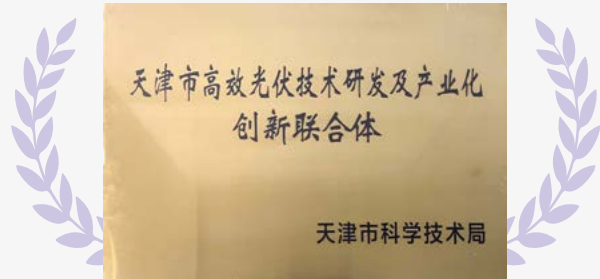 天津市高效光伏技术研发及产业化
创新联合体
天津市科学技术局